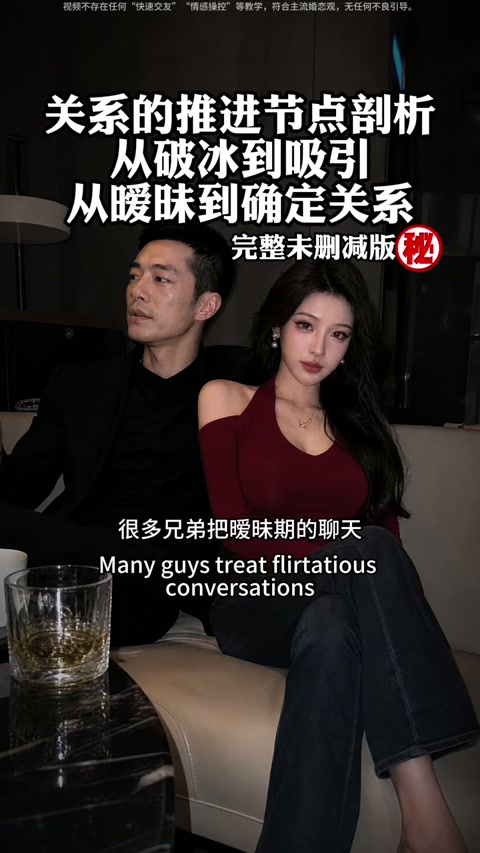 视频不存在任何“快速交友”“情感操控”等教学，符合主流婚恋观，无任何不良引导。
关系的推进节点剖析
从破冰到吸引
从暧昧到确定关系
完整未删减版 秘
很多兄弟把暧昧期的聊天
Many guys treat flirtatious
conversations